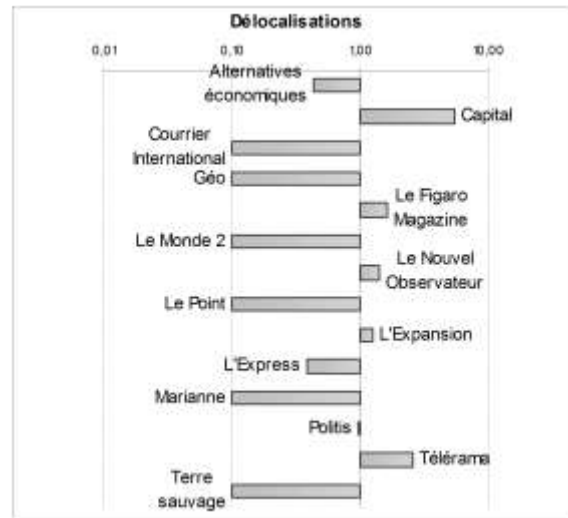 Délocalisations
0,01 0,10 1,00 10,00
Alternatives
économiques
Capital
Courrier
International
Géo
Le Figaro
Magazine
Le Monde 2
Le Nouvel
Observateur
Le Point
L'Expansion
L'Express
Marianne
Politis
Télérama
Terre
sauvage